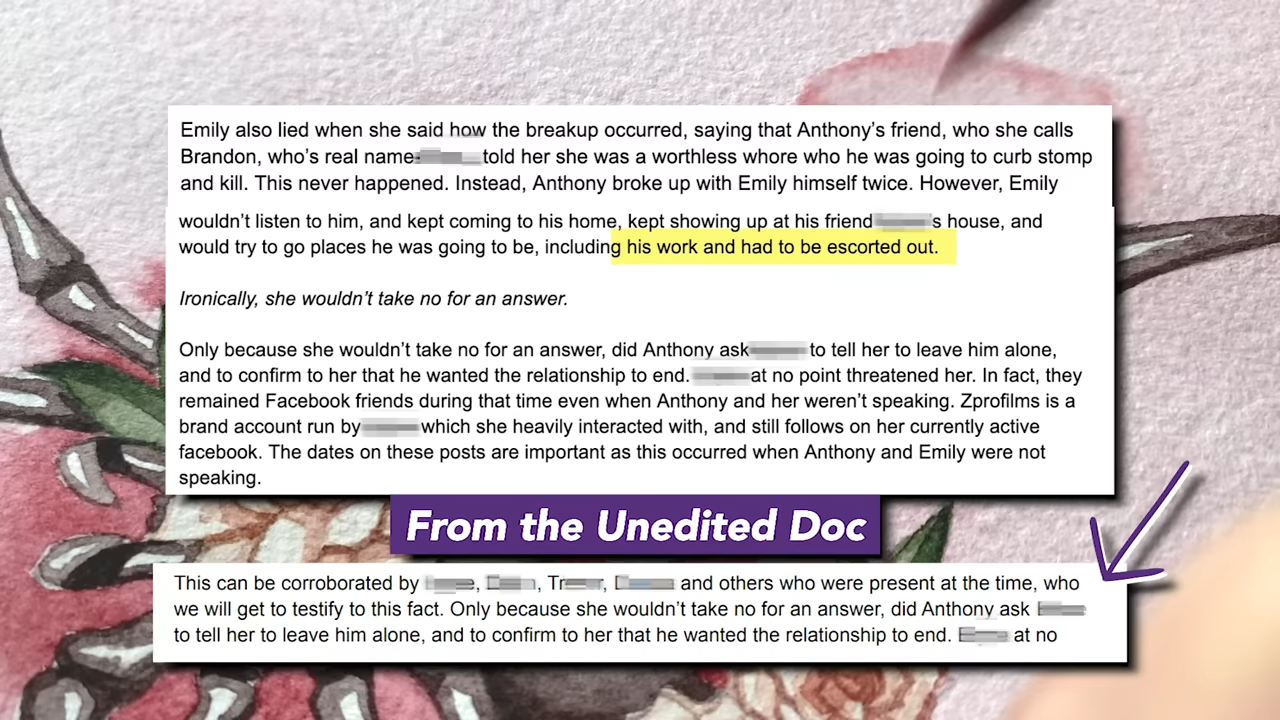 Emily also lied when she said how the breakup occurred, saying that Anthony’s friend, who she calls
Brandon, who’s real name told her she was a worthless whore who he was going to curb stomp
and kill. This never happened. Instead, Anthony broke up with Emily himself twice. However, Emily
wouldn’t listen to him, and kept coming to his home, kept showing up at his friend ’s house, and
would try to go places he was going to be, including his work and had to be escorted out.
Ironically, she wouldn’t take no for an answer.
Only because she wouldn’t take no for an answer, did Anthony ask to tell her to leave him alone,
and to confirm to her that he wanted the relationship to end. at no point threatened her. In fact, they
remained Facebook friends during that time even when Anthony and her weren’t speaking. Zprofilms is a
brand account run by which she heavily interacted with, and still follows on her currently active
facebook. The dates on these posts are important as this occurred when Anthony and Emily were not
speaking.
From the Unedited Doc
This can be corroborated by , , , and others who were present at the time, who
we will get to testify to this fact. Only because she wouldn’t take no for an answer, did Anthony ask
to tell her to leave him alone, and to confirm to her that he wanted the relationship to end. at no